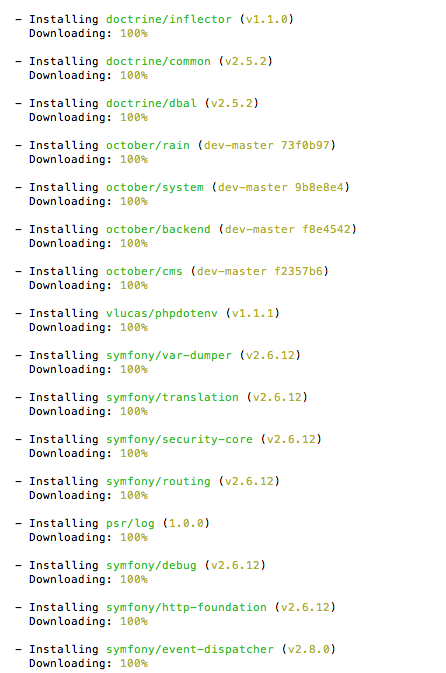 - Installing doctrine/inflector (v1.1.0)
Downloading: 100%
- Installing doctrine/common (v2.5.2)
Downloading: 100%
- Installing doctrine/dbal (v2.5.2)
Downloading: 100%
- Installing october/rain (dev-master 73f0b97)
Downloading: 100%
- Installing october/system (dev-master 9b8e8e4)
Downloading: 100%
- Installing october/backend (dev-master f8e4542)
Downloading: 100%
- Installing october/cms (dev-master f2357b6)
Downloading: 100%
- Installing vlucas/phpdotenv (v1.1.1)
Downloading: 100%
- Installing symfony/var-dumper (v2.6.12)
Downloading: 100%
- Installing symfony/translation (v2.6.12)
Downloading: 100%
- Installing symfony/security-core (v2.6.12)
Downloading: 100%
- Installing symfony/routing (v2.6.12)
Downloading: 100%
- Installing psr/log (1.0.0)
Downloading: 100%
- Installing symfony/debug (v2.6.12)
Downloading: 100%
- Installing symfony/http-foundation (v2.6.12)
Downloading: 100%
- Installing symfony/event-dispatcher (v2.8.0)
Downloading: 100%